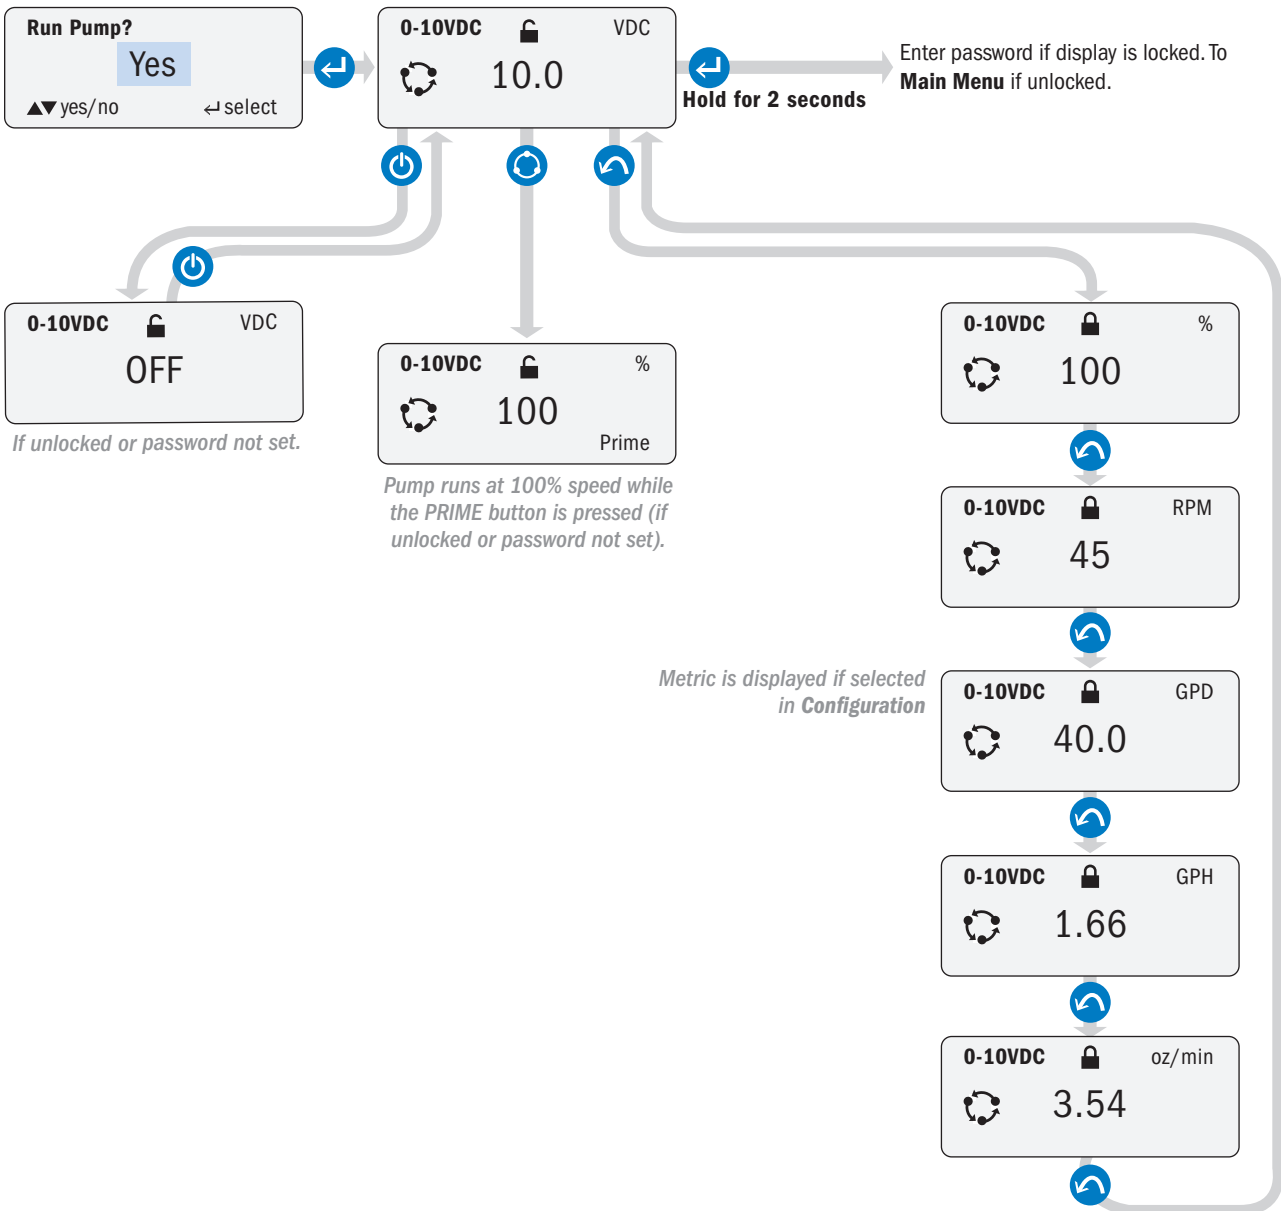 Run Pump?
Yes
▲▼ yes/no ↵ select
0-10VDC VDC
10.0
Hold for 2 seconds
Enter password if display is locked. To
Main Menu if unlocked.
0-10VDC VDC
OFF
If unlocked or password not set.
0-10VDC %
100
Prime
Pump runs at 100% speed while
the PRIME button is pressed (if
unlocked or password not set).
0-10VDC %
100
0-10VDC RPM
45
Metric is displayed if selected
in Configuration
0-10VDC GPD
40.0
0-10VDC GPH
1.66
0-10VDC oz/min
3.54